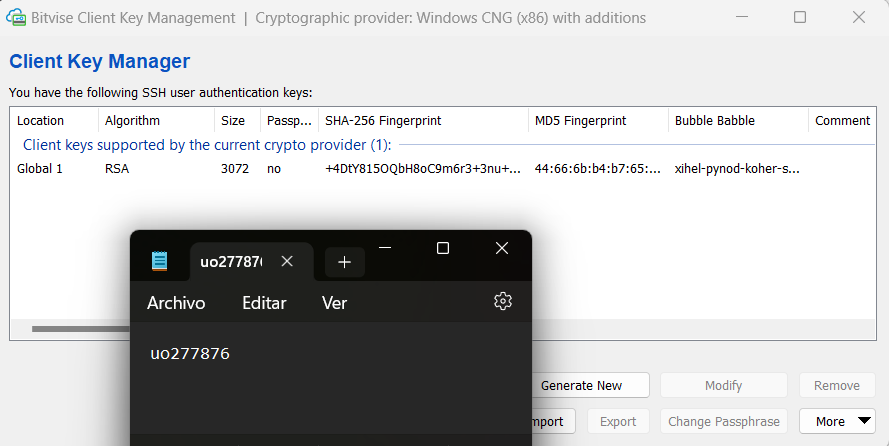 Bitvise Client Key Management | Cryptographic provider: Windows CNG (x86) with additions
Client Key Manager
You have the following SSH user authentication keys:
Location Algorithm Size Passp... SHA-256 Fingerprint MD5 Fingerprint Bubble Babble Comment
Client keys supported by the current crypto provider (1):
Global 1 RSA 3072 no +4DtY815OQbH8oC9m6r3+3nu+... 44:66:6b:b4:b7:65:... xihel-pynod-koher-s...
uo277876
Archivo Editar Ver
uo277876
Generate New Modify Remove
mport Export Change Passphrase More